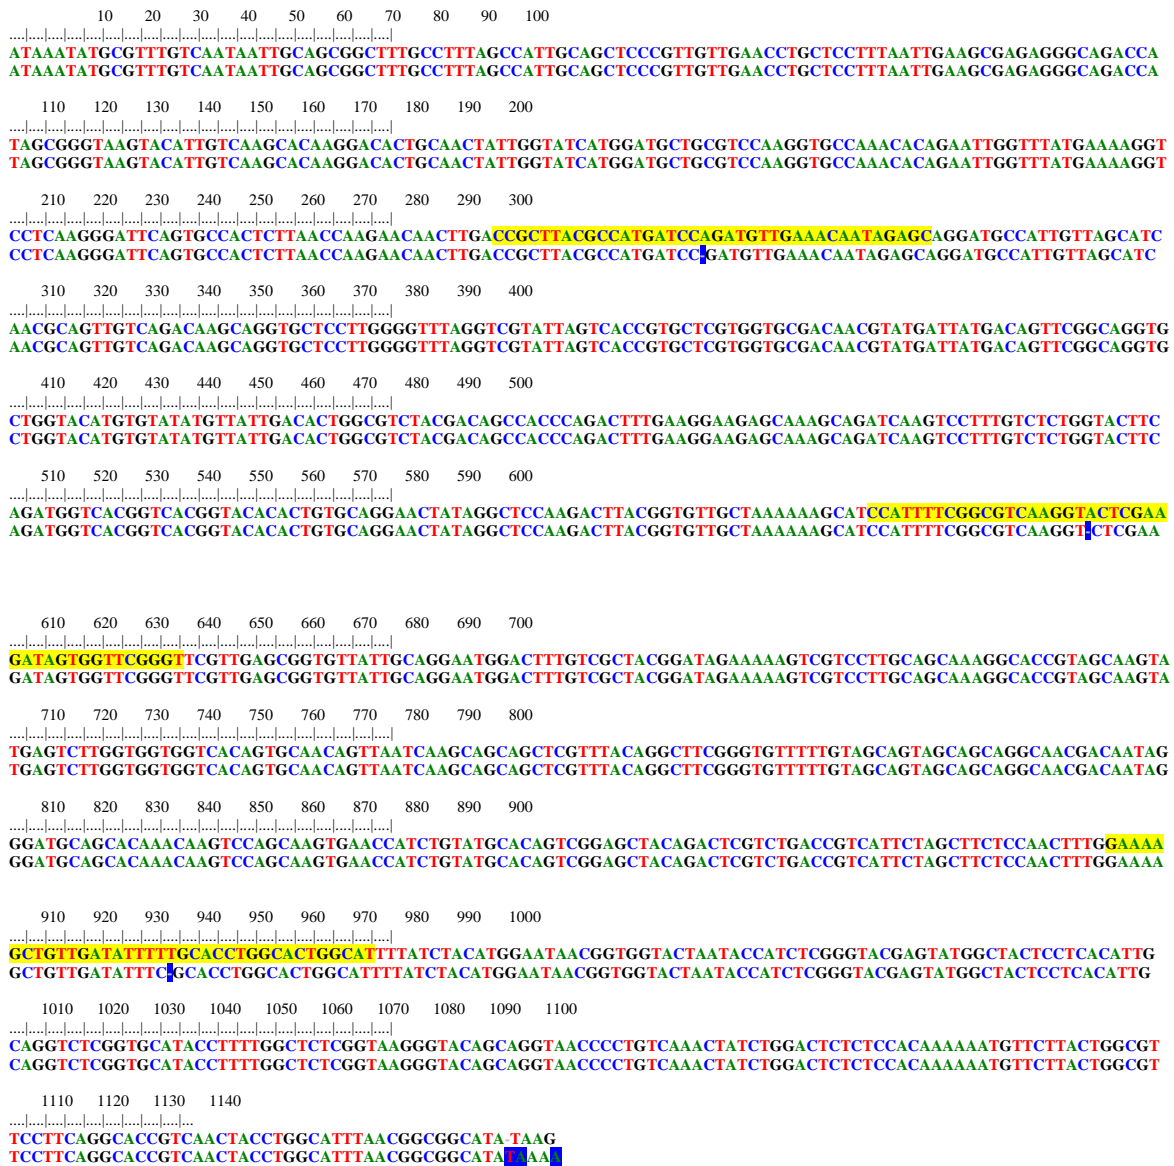 10 20 30 40 50 60 70 80 90 100
....|....|....|....|....|....|....|....|....|....|....|....|....|....|....|....|....|....|....|....|
ATAAATATGCGTTTGTCAATAATTGCAGCGGCTTTGCCTTTAGCCATTGCAGCTCCCGTTGTTGAACCTGCTCCTTTAATTGAAGCGAGAGGGCAGACCA
ATAAATATGCGTTTGTCAATAATTGCAGCGGCTTTGCCTTTAGCCATTGCAGCTCCCGTTGTTGAACCTGCTCCTTTAATTGAAGCGAGAGGGCAGACCA
110 120 130 140 150 160 170 180 190 200
....|....|....|....|....|....|....|....|....|....|....|....|....|....|....|....|....|....|....|....|
TAGCGGGTAAGTACATTGTCAAGCACAAGGACACTGCAACTATTGGTATCATGGATGCTGCGTCCAAGGTGCCAAACACAGAATTGGTTTATGAAAAGGT
TAGCGGGTAAGTACATTGTCAAGCACAAGGACACTGCAACTATTGGTATCATGGATGCTGCGTCCAAGGTGCCAAACACAGAATTGGTTTATGAAAAGGT
210 220 230 240 250 260 270 280 290 300
....|....|....|....|....|....|....|....|....|....|....|....|....|....|....|....|....|....|....|....|
CCTCAAGGGATTCAGTGCCACTCTTAACCAAGAACAACTTGACCGCTTACGCCATGATCCAGATGTTGAAACAATAGAGCAGGATGCCATTGTTAGCATC
CCTCAAGGGATTCAGTGCCACTCTTAACCAAGAACAACTTGACCGCTTACGCCATGATCC-GATGTTGAAACAATAGAGCAGGATGCCATTGTTAGCATC
310 320 330 340 350 360 370 380 390 400
....|....|....|....|....|....|....|....|....|....|....|....|....|....|....|....|....|....|....|....|
AACGCAGTTGTCAGACAAGCAGGTGCTCCTTGGGGTTTAGGTCGTATTAGTCACCGTGCTCGTGGTGCGACAACGTATGATTATGACAGTTCGGCAGGTG
AACGCAGTTGTCAGACAAGCAGGTGCTCCTTGGGGTTTAGGTCGTATTAGTCACCGTGCTCGTGGTGCGACAACGTATGATTATGACAGTTCGGCAGGTG
410 420 430 440 450 460 470 480 490 500
....|....|....|....|....|....|....|....|....|....|....|....|....|....|....|....|....|....|....|....|
CTGGTACATGTGTATATGTTATTGACACTGGCGTCTACGACAGCCACCCAGACTTTGAAGGAAGAGCAAAGCAGATCAAGTCCTTTGTCTCTGGTACTTC
CTGGTACATGTGTATATGTTATTGACACTGGCGTCTACGACAGCCACCCAGACTTTGAAGGAAGAGCAAAGCAGATCAAGTCCTTTGTCTCTGGTACTTC
510 520 530 540 550 560 570 580 590 600
....|....|....|....|....|....|....|....|....|....|....|....|....|....|....|....|....|....|....|....|
AGATGGTCACGGTCACGGTACACACTGTGCAGGAACTATAGGCTCCAAGACTTACGGTGTTGCTAAAAAAGCATCCATTTTCGGCGTCAAGGTACTCGAA
AGATGGTCACGGTCACGGTACACACTGTGCAGGAACTATAGGCTCCAAGACTTACGGTGTTGCTAAAAAAGCATCCATTTTCGGCGTCAAGGT-CTCGAA
610 620 630 640 650 660 670 680 690 700
....|....|....|....|....|....|....|....|....|....|....|....|....|....|....|....|....|....|....|....|
GATAGTGGTTCGGGTTCGTTGAGCGGTGTTATTGCAGGAATGGACTTTGTCGCTACGGATAGAAAAAGTCGTCCTTGCAGCAAAGGCACCGTAGCAAGTA
GATAGTGGTTCGGGTTCGTTGAGCGGTGTTATTGCAGGAATGGACTTTGTCGCTACGGATAGAAAAAGTCGTCCTTGCAGCAAAGGCACCGTAGCAAGTA
710 720 730 740 750 760 770 780 790 800
....|....|....|....|....|....|....|....|....|....|....|....|....|....|....|....|....|....|....|....|
TGAGTCTTGGTGGTGGTCACAGTGCAACAGTTAATCAAGCAGCAGCTCGTTTACAGGCTTCGGGTGTTTTTGTAGCAGTAGCAGCAGGCAACGACAATAG
TGAGTCTTGGTGGTGGTCACAGTGCAACAGTTAATCAAGCAGCAGCTCGTTTACAGGCTTCGGGTGTTTTTGTAGCAGTAGCAGCAGGCAACGACAATAG
810 820 830 840 850 860 870 880 890 900
....|....|....|....|....|....|....|....|....|....|....|....|....|....|....|....|....|....|....|....|
GGATGCAGCACAAACAAGTCCAGCAAGTGAACCATCTGTATGCACAGTCGGAGCTACAGACTCGTCTGACCGTCATTCTAGCTTCTCCAACTTTGGAAAA
GGATGCAGCACAAACAAGTCCAGCAAGTGAACCATCTGTATGCACAGTCGGAGCTACAGACTCGTCTGACCGTCATTCTAGCTTCTCCAACTTTGGAAAA
910 920 930 940 950 960 970 980 990 1000
....|....|....|....|....|....|....|....|....|....|....|....|....|....|....|....|....|....|....|....|
GCTGTTGATATTTTTGCACCTGGCACTGGCATTTTATCTACATGGAATAACGGTGGTACTAATACCATCTCGGGTACGAGTATGGCTACTCCTCACATTG
GCTGTTGATATTTC-GCACCTGGCACTGGCATTTTATCTACATGGAATAACGGTGGTACTAATACCATCTCGGGTACGAGTATGGCTACTCCTCACATTG
1010 1020 1030 1040 1050 1060 1070 1080 1090 1100
....|....|....|....|....|....|....|....|....|....|....|....|....|....|....|....|....|....|....|....|
CAGGTCTCGGTGCATACCTTTTGGCTCTCGGTAAGGGTACAGCAGGTAACCCCTGTCAAACTATCTGGACTCTCTCCACAAAAAATGTTCTTACTGGCGT
CAGGTCTCGGTGCATACCTTTTGGCTCTCGGTAAGGGTACAGCAGGTAACCCCTGTCAAACTATCTGGACTCTCTCCACAAAAAATGTTCTTACTGGCGT
1110 1120 1130 1140
....|....|....|....|....|....|....|....|....|...
TCCTTCAGGCACCGTCAACTACCTGGCATTTAACGGCGGCATA-TAAG
TCCTTCAGGCACCGTCAACTACCTGGCATTTAACGGCGGCATATAAAA